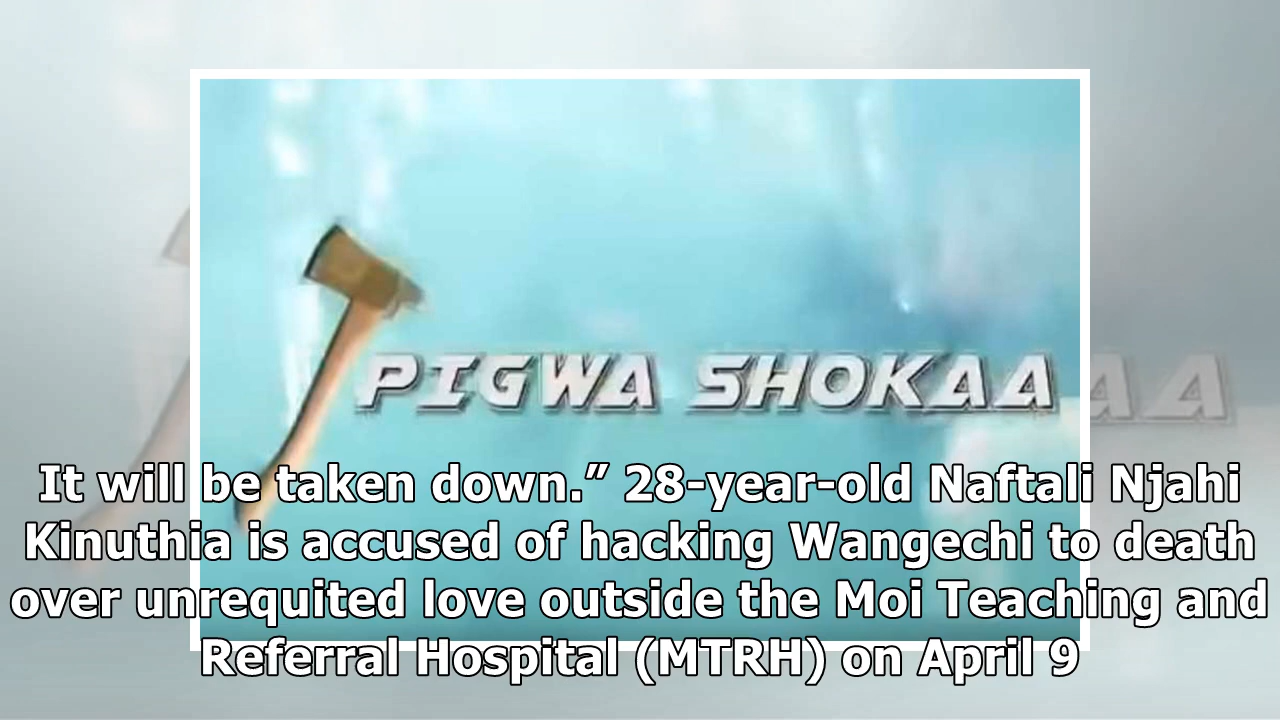 PIGWA SHOKAA
It will be taken down.” 28-year-old Naftali Njahi
Kinuthia is accused of hacking Wangechi to death
over unrequited love outside the Moi Teaching and
Referral Hospital (MTRH) on April 9